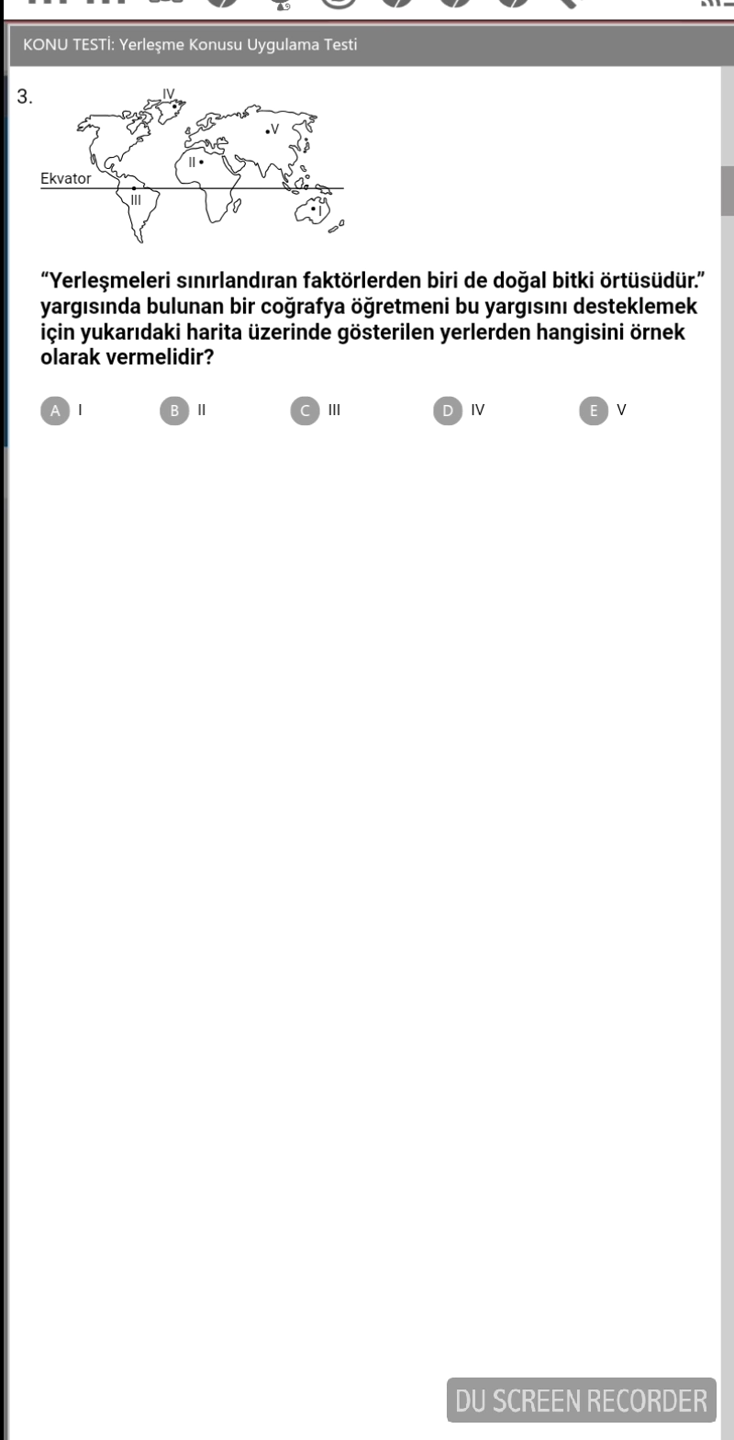 KONU TESTİ: Yerleşme Konusu Uygulama Testi
3.
IV
V
II
Ekvator
III
I
“Yerleşmeleri sınırlandıran faktörlerden biri de doğal bitki örtüsüdür.”
yargısında bulunan bir coğrafya öğretmeni bu yargısını desteklemek
için yukarıdaki harita üzerinde gösterilen yerlerden hangisini örnek
olarak vermelidir?
A I B II C III D IV E V
DU SCREEN RECORDER